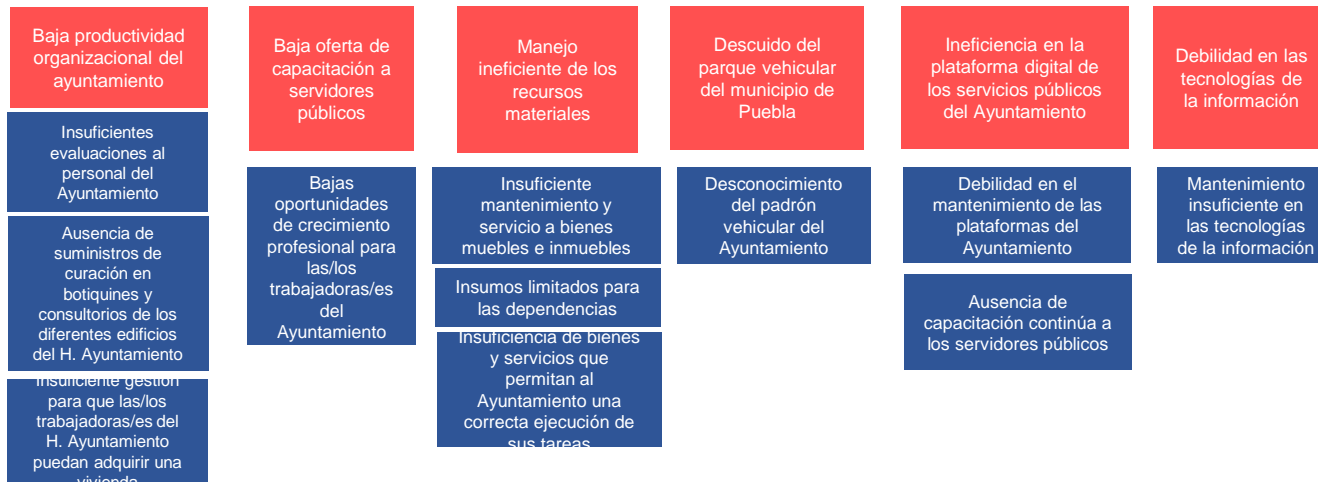 Baja productividad
organizacional del
ayuntamiento
Insuficientes
evaluaciones al
personal del
Ayuntamiento
Ausencia de
suministros de
curación en
botiquines y
consultorios de los
diferentes edificios
del H. Ayuntamiento
Insuficiente gestión
para que las/los
trabajadoras/es del
H. Ayuntamiento
puedan adquirir una
vivienda
Baja oferta de
capacitación a
servidores
públicos
Bajas
oportunidades
de crecimiento
profesional para
las/los
trabajadoras/es
del
Ayuntamiento
Manejo
ineficiente de los
recursos
materiales
Insuficiente
mantenimiento y
servicio a bienes
muebles e inmuebles
Insumos limitados para
las dependencias
Insuficiencia de bienes
y servicios que
permitan al
Ayuntamiento una
correcta ejecución de
sus tareas
Descuido del
parque vehicular
del municipio de
Puebla
Desconocimiento
del padrón
vehicular del
Ayuntamiento
Ineficiencia en la
plataforma digital de
los servicios públicos
del Ayuntamiento
Debilidad en el
mantenimiento de las
plataformas del
Ayuntamiento
Ausencia de
capacitación continúa a
los servidores públicos
Debilidad en las
tecnologías de
la información
Mantenimiento
insuficiente en
las tecnologías
de la información